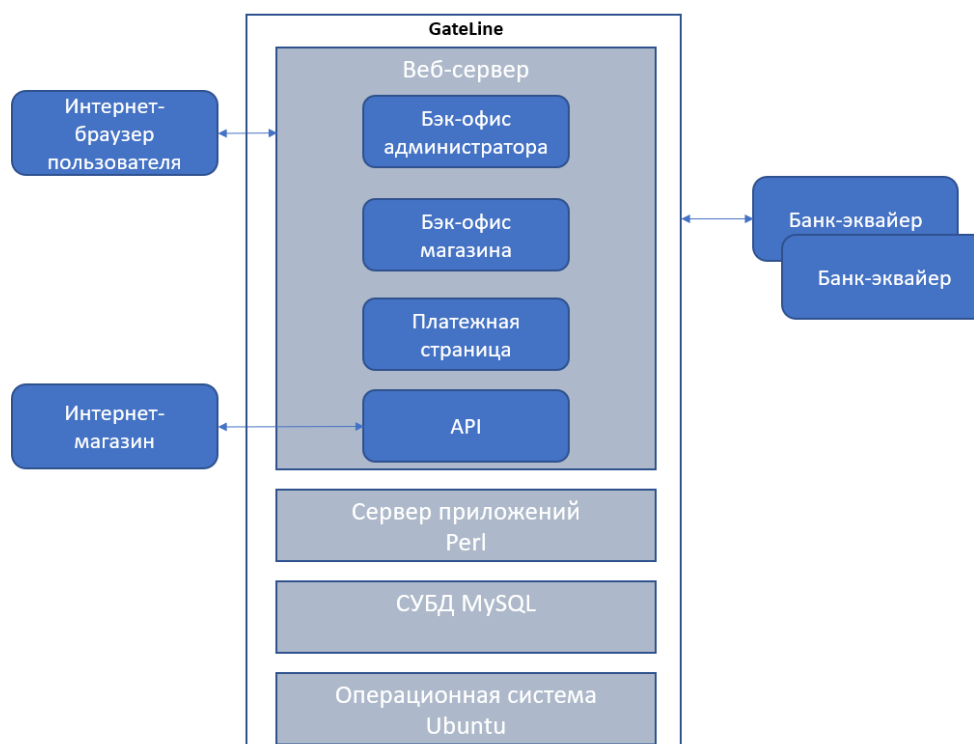 GateLine
Веб-сервер
Интернет-
браузер
пользователя
Бэк-офис
администратора
Бэк-офис
магазина
Банк-эквайер
Банк-эквайер
Платежная
страница
Интернет-
магазин
API
Сервер приложений
Perl
СУБД MySQL
Операционная система
Ubuntu